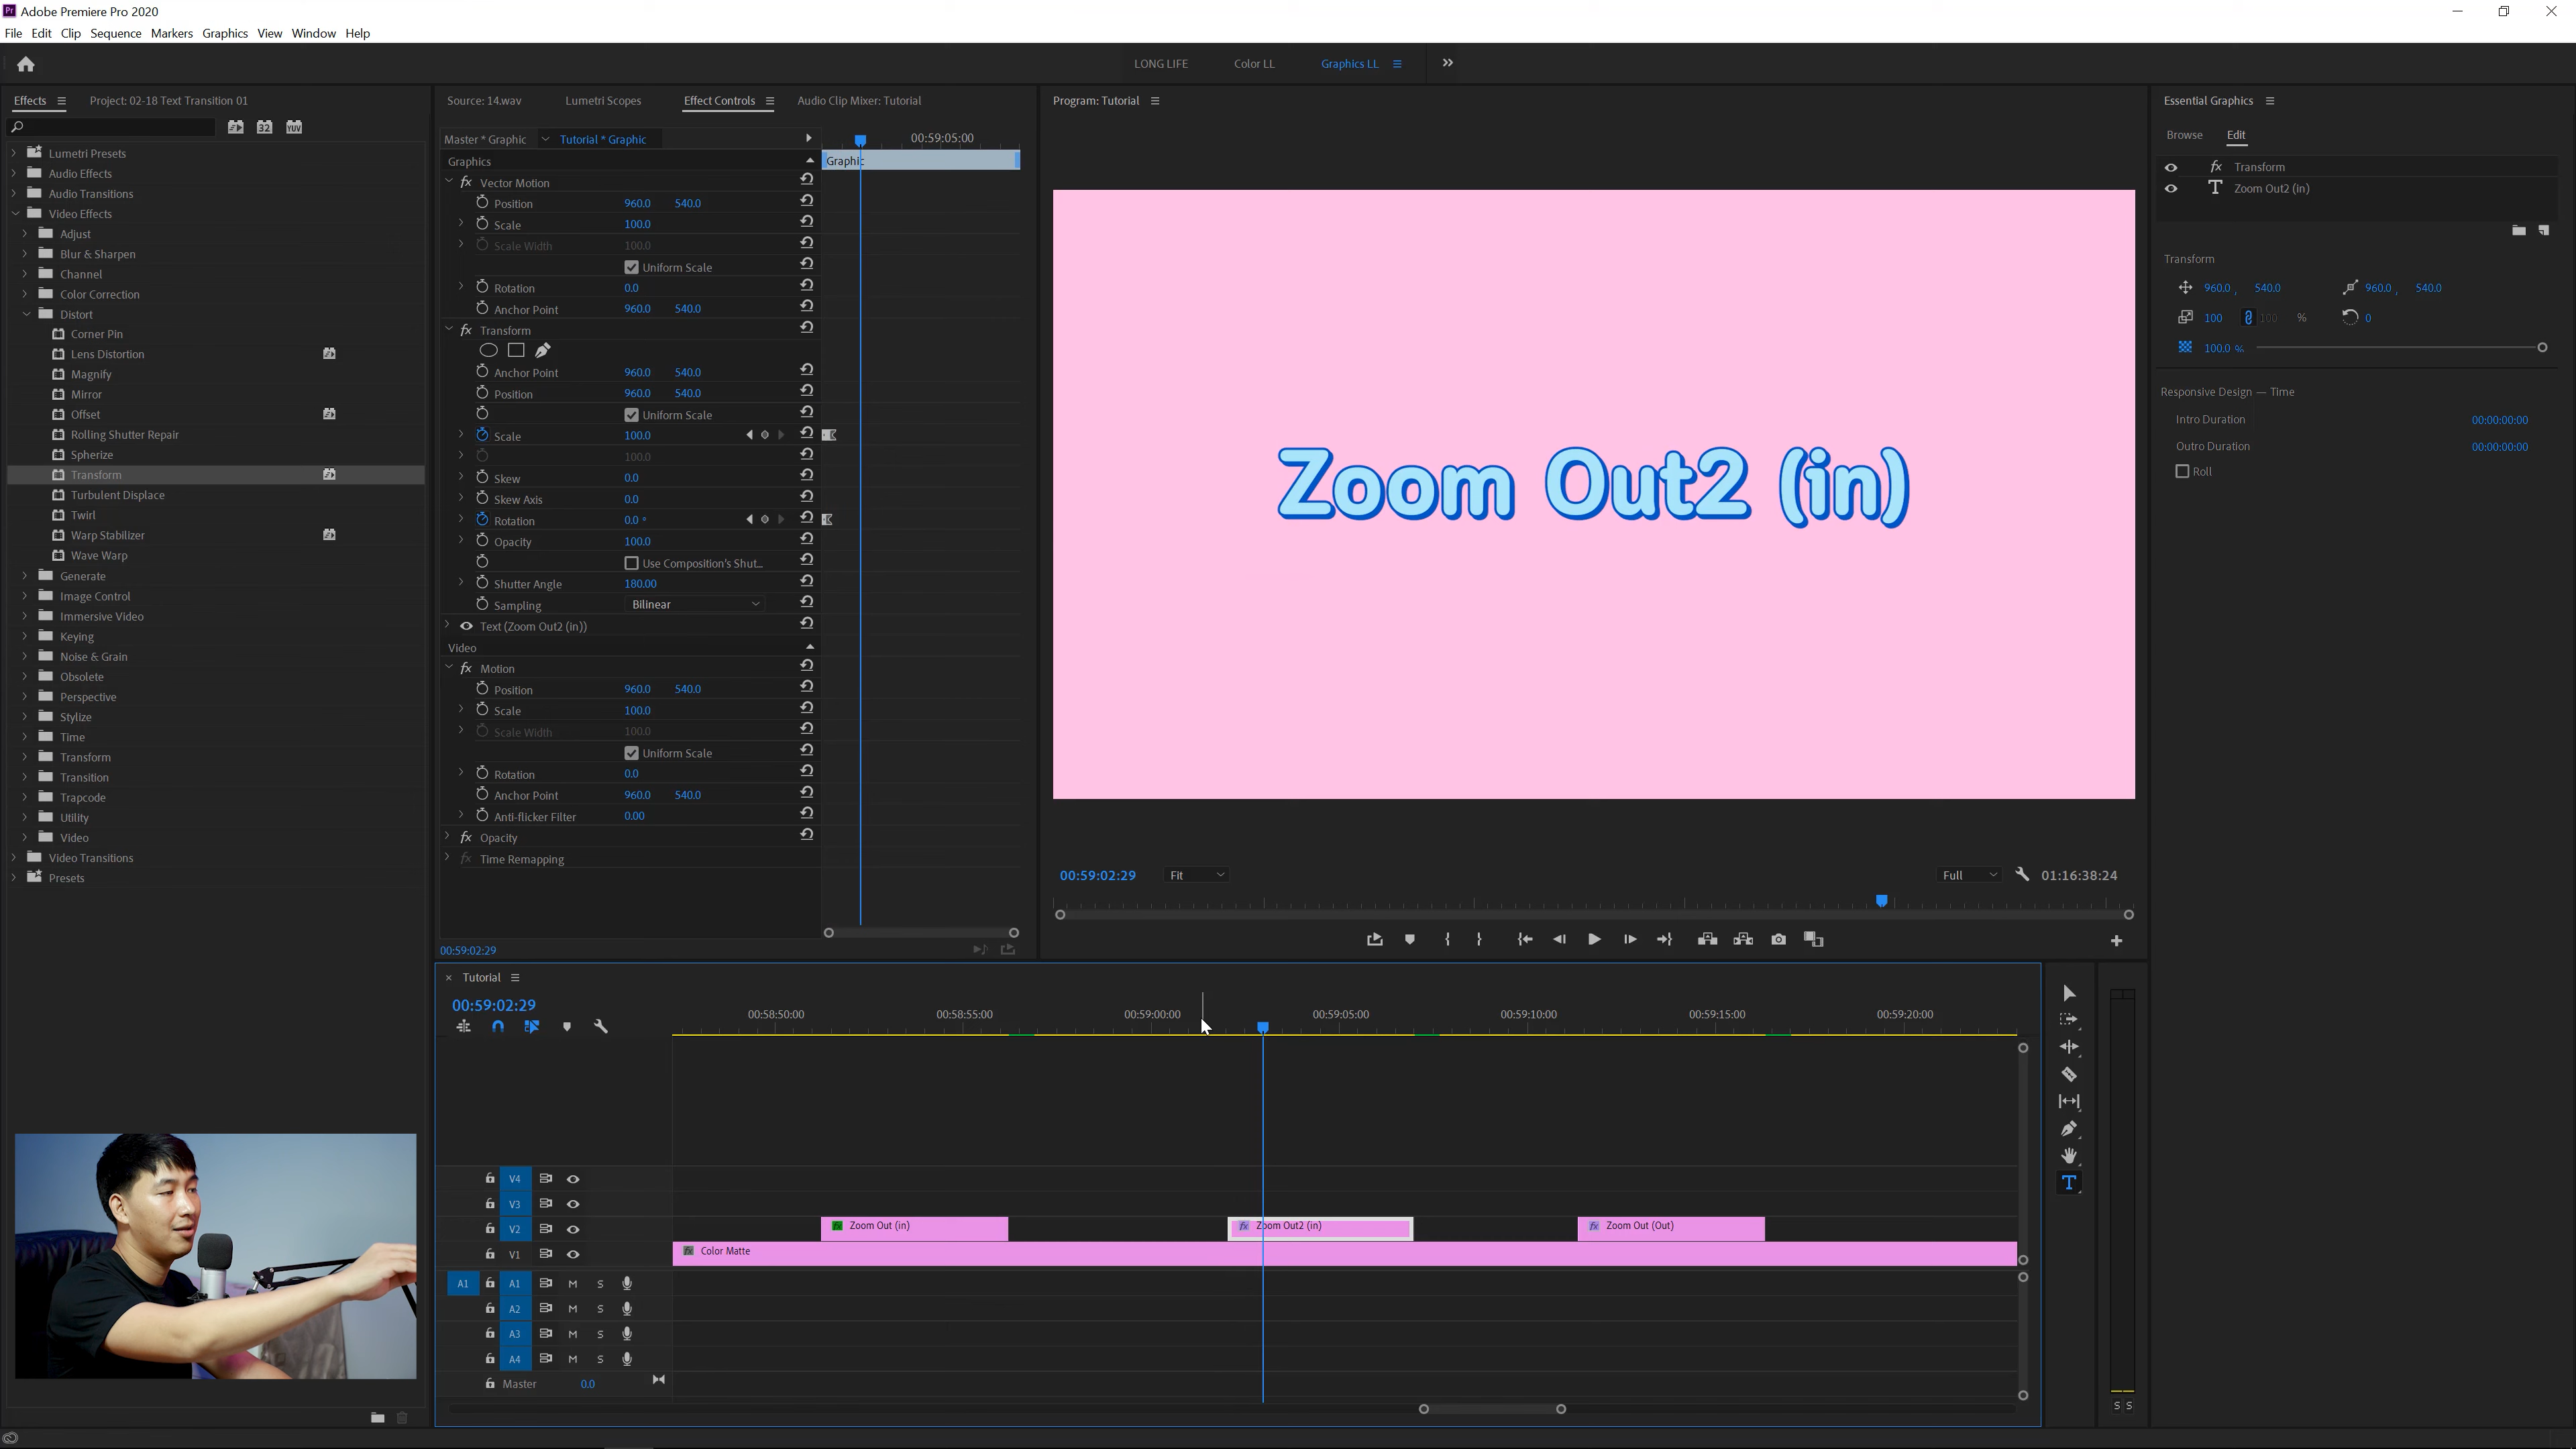 Adobe Premiere Pro 2020
File Edit Clip Sequence Markers Graphics View Window Help
LONG LIFE Color LL Graphics LL
Effects Project: 02-18 Text Transition 01
Lumetri Presets
Audio Effects
Audio Transitions
Video Effects
Adjust
Blur & Sharpen
Channel
Color Correction
Distort
Corner Pin
Lens Distortion
Magnify
Mirror
Offset
Rolling Shutter Repair
Spherize
Transform
Turbulent Displace
Twirl
Warp Stabilizer
Wave Warp
Generate
Image Control
Immersive Video
Keying
Noise & Grain
Obsolete
Perspective
Stylize
Time
Transform
Transition
Trapcode
Utility
Video
Video Transitions
Presets
Source: 14.wav Lumetri Scopes Effect Controls Audio Clip Mixer: Tutorial
Master * Graphic Tutorial * Graphic 00:59:05:00
Graphics Graphic
Vector Motion
Position 960.0 540.0
Scale 100.0
Scale Width 100.0
Uniform Scale
Rotation 0.0
Anchor Point 960.0 540.0
Transform
Anchor Point 960.0 540.0
Position 960.0 540.0
Uniform Scale
Scale 100.0
100.0
Skew 0.0
Skew Axis 0.0
Rotation 0.0 °
Opacity 100.0
Use Composition's Shut...
Shutter Angle 180.00
Sampling Bilinear
Text (Zoom Out2 (in))
Video
Motion
Position 960.0 540.0
Scale 100.0
Scale Width 100.0
Uniform Scale
Rotation 0.0
Anchor Point 960.0 540.0
Anti-flicker Filter 0.00
Opacity
Time Remapping
00:59:02:29
Program: Tutorial
Zoom Out2 (in)
00:59:02:29 Fit Full 01:16:38:24
Essential Graphics
Browse Edit
Transform
Zoom Out2 (in)
Transform
960.0 , 540.0 960.0 , 540.0
100 100 % 0
100.0 %
Responsive Design — Time
Intro Duration 00:00:00:00
Outro Duration 00:00:00:00
Roll
Tutorial
00:59:02:29
00:58:50:00 00:58:55:00 00:59:00:00 00:59:05:00 00:59:10:00 00:59:15:00 00:59:20:00
V4
V3
V2 Zoom Out (in) Zoom Out2 (in) Zoom Out (Out)
V1 Color Matte
A1 A1 M S
A2 M S
A3 M S
A4 M S
Master 0.0
S S